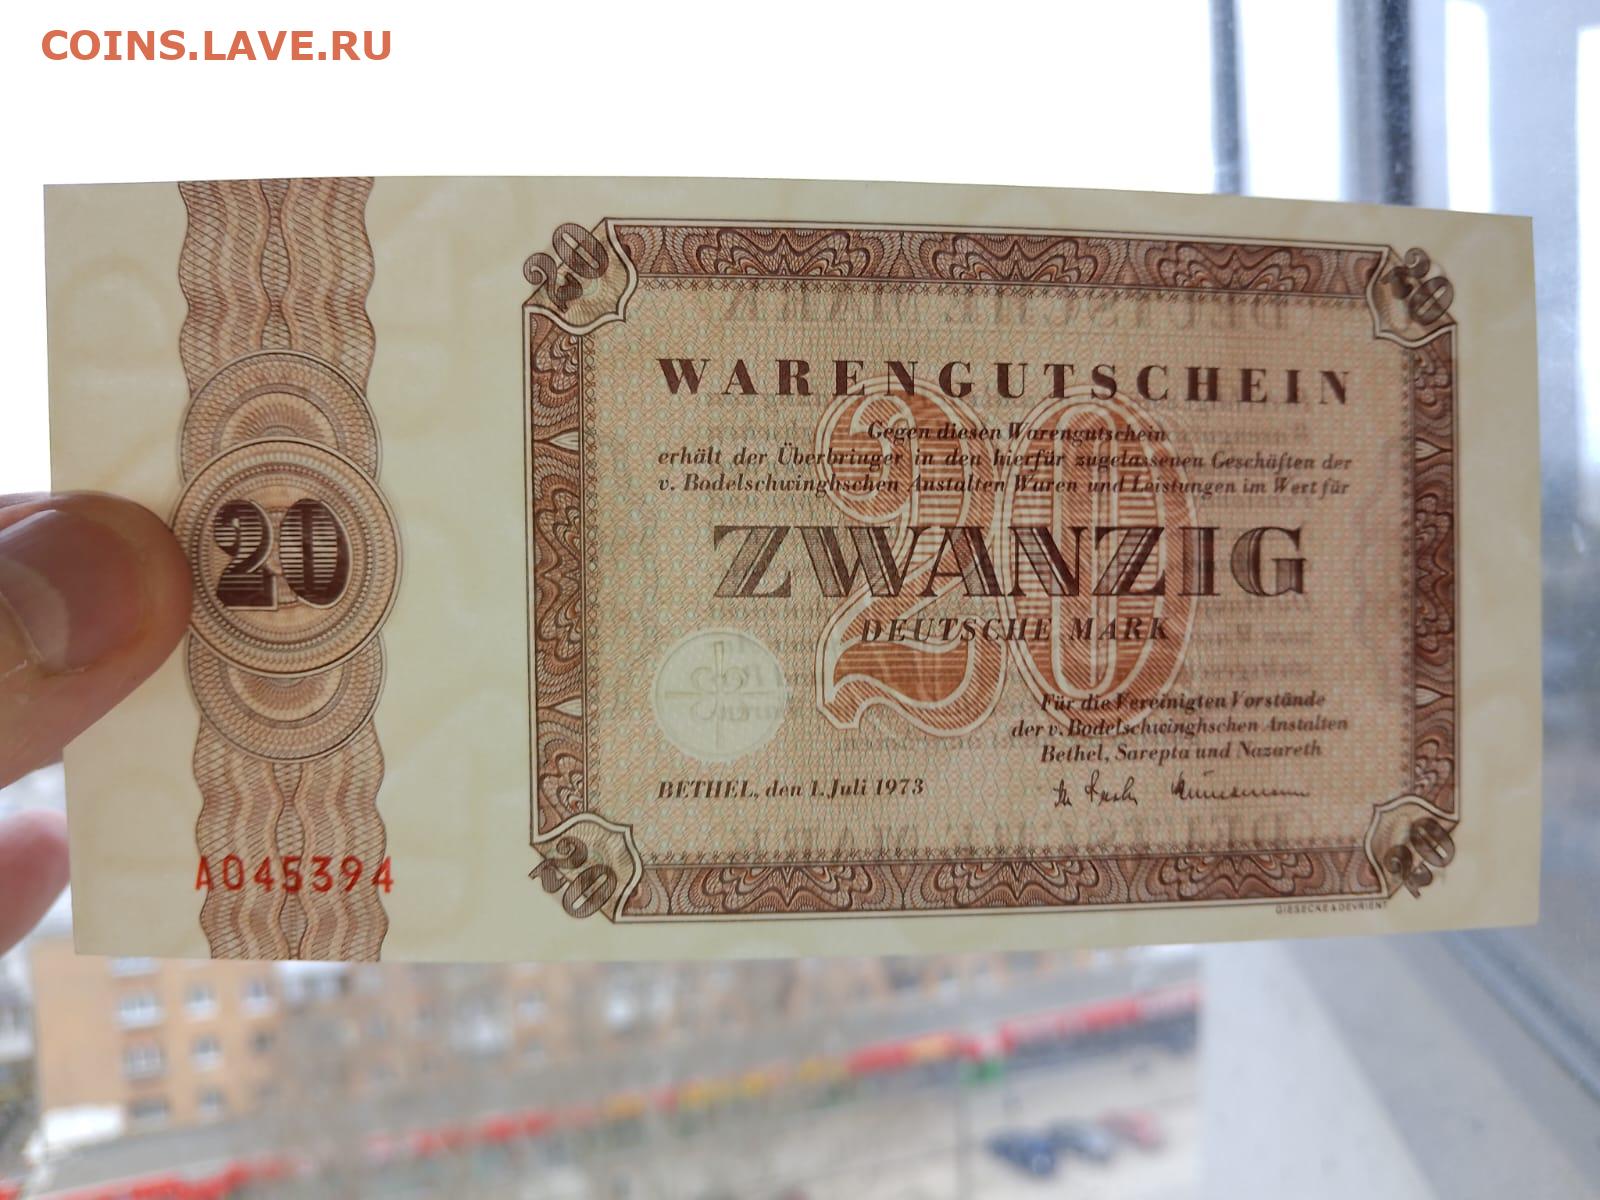 COINS.LAVE.RU
20
20
WARENGUTSCHEIN
Gegen diesen Warengutschein
erhält der Überbringer in den hierfür zugelassenen Geschäften der
v. Bodelschwinghschen Anstalten Waren und Leistungen im Wert für
20
20
ZWANZIG
DEUTSCHE MARK
Für die Vereinigten Vorstände
der v. Bodelschwinghschen Anstalten
Bethel, Sarepta und Nazareth
BETHEL, den 1. Juli 1973
A045394
20
20
GIESECKE & DEVRIENT